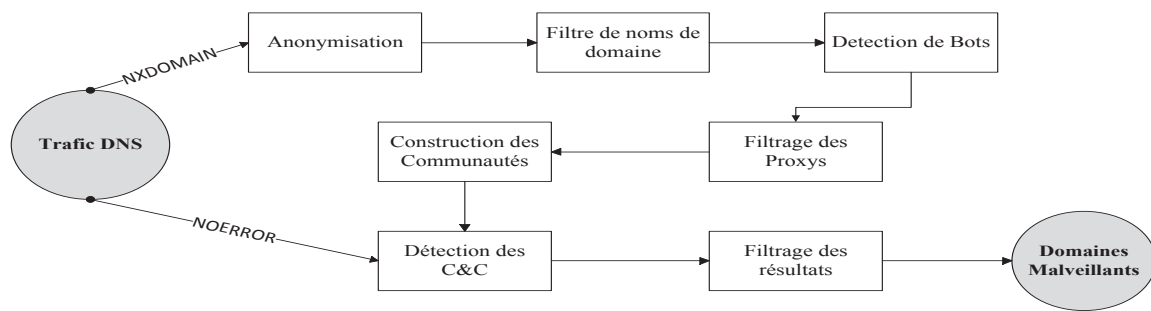 NXDOMAIN
Anonymisation
Filtre de noms de
domaine
Detection de Bots
Trafic DNS
Construction des
Communautés
Filtrage des
Proxys
NOERROR
Détection des
C&C
Filtrage des
résultats
Domaines
Malveillants